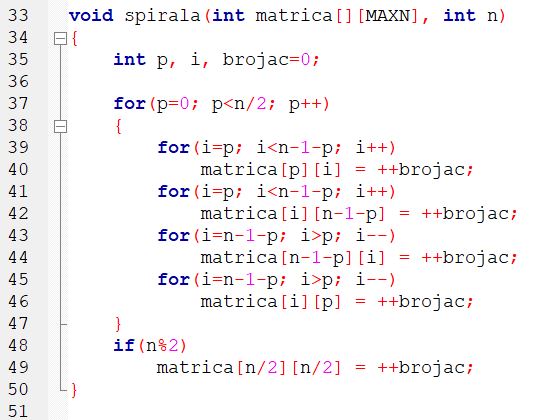 33 void spirala(int matrica[][MAXN], int n)
34 {
35     int p, i, brojac=0;
36
37     for(p=0; p<n/2; p++)
38     {
39         for(i=p; i<n-1-p; i++)
40             matrica[p][i] = ++brojac;
41         for(i=p; i<n-1-p; i++)
42             matrica[i][n-1-p] = ++brojac;
43         for(i=n-1-p; i>p; i--)
44             matrica[n-1-p][i] = ++brojac;
45         for(i=n-1-p; i>p; i--)
46             matrica[i][p] = ++brojac;
47     }
48     if(n%2)
49         matrica[n/2][n/2] = ++brojac;
50 }
51